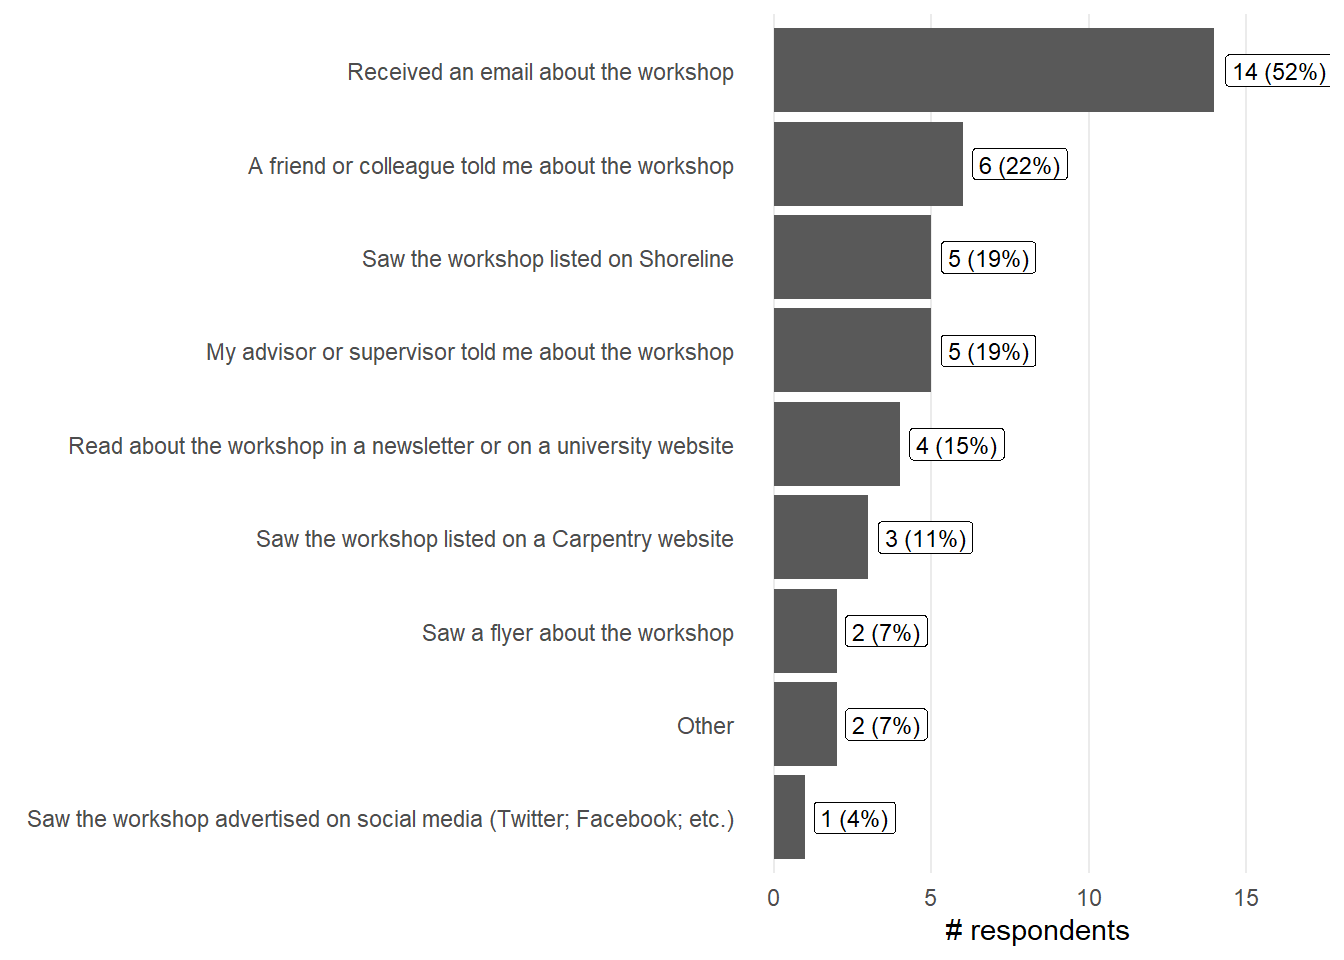 Received an email about the workshop 14 (52%)
A friend or colleague told me about the workshop 6 (22%)
Saw the workshop listed on Shoreline 5 (19%)
My advisor or supervisor told me about the workshop 5 (19%)
Read about the workshop in a newsletter or on a university website 4 (15%)
Saw the workshop listed on a Carpentry website 3 (11%)
Saw a flyer about the workshop 2 (7%)
Other 2 (7%)
Saw the workshop advertised on social media (Twitter; Facebook; etc.) 1 (4%)
0 5 10 15
# respondents